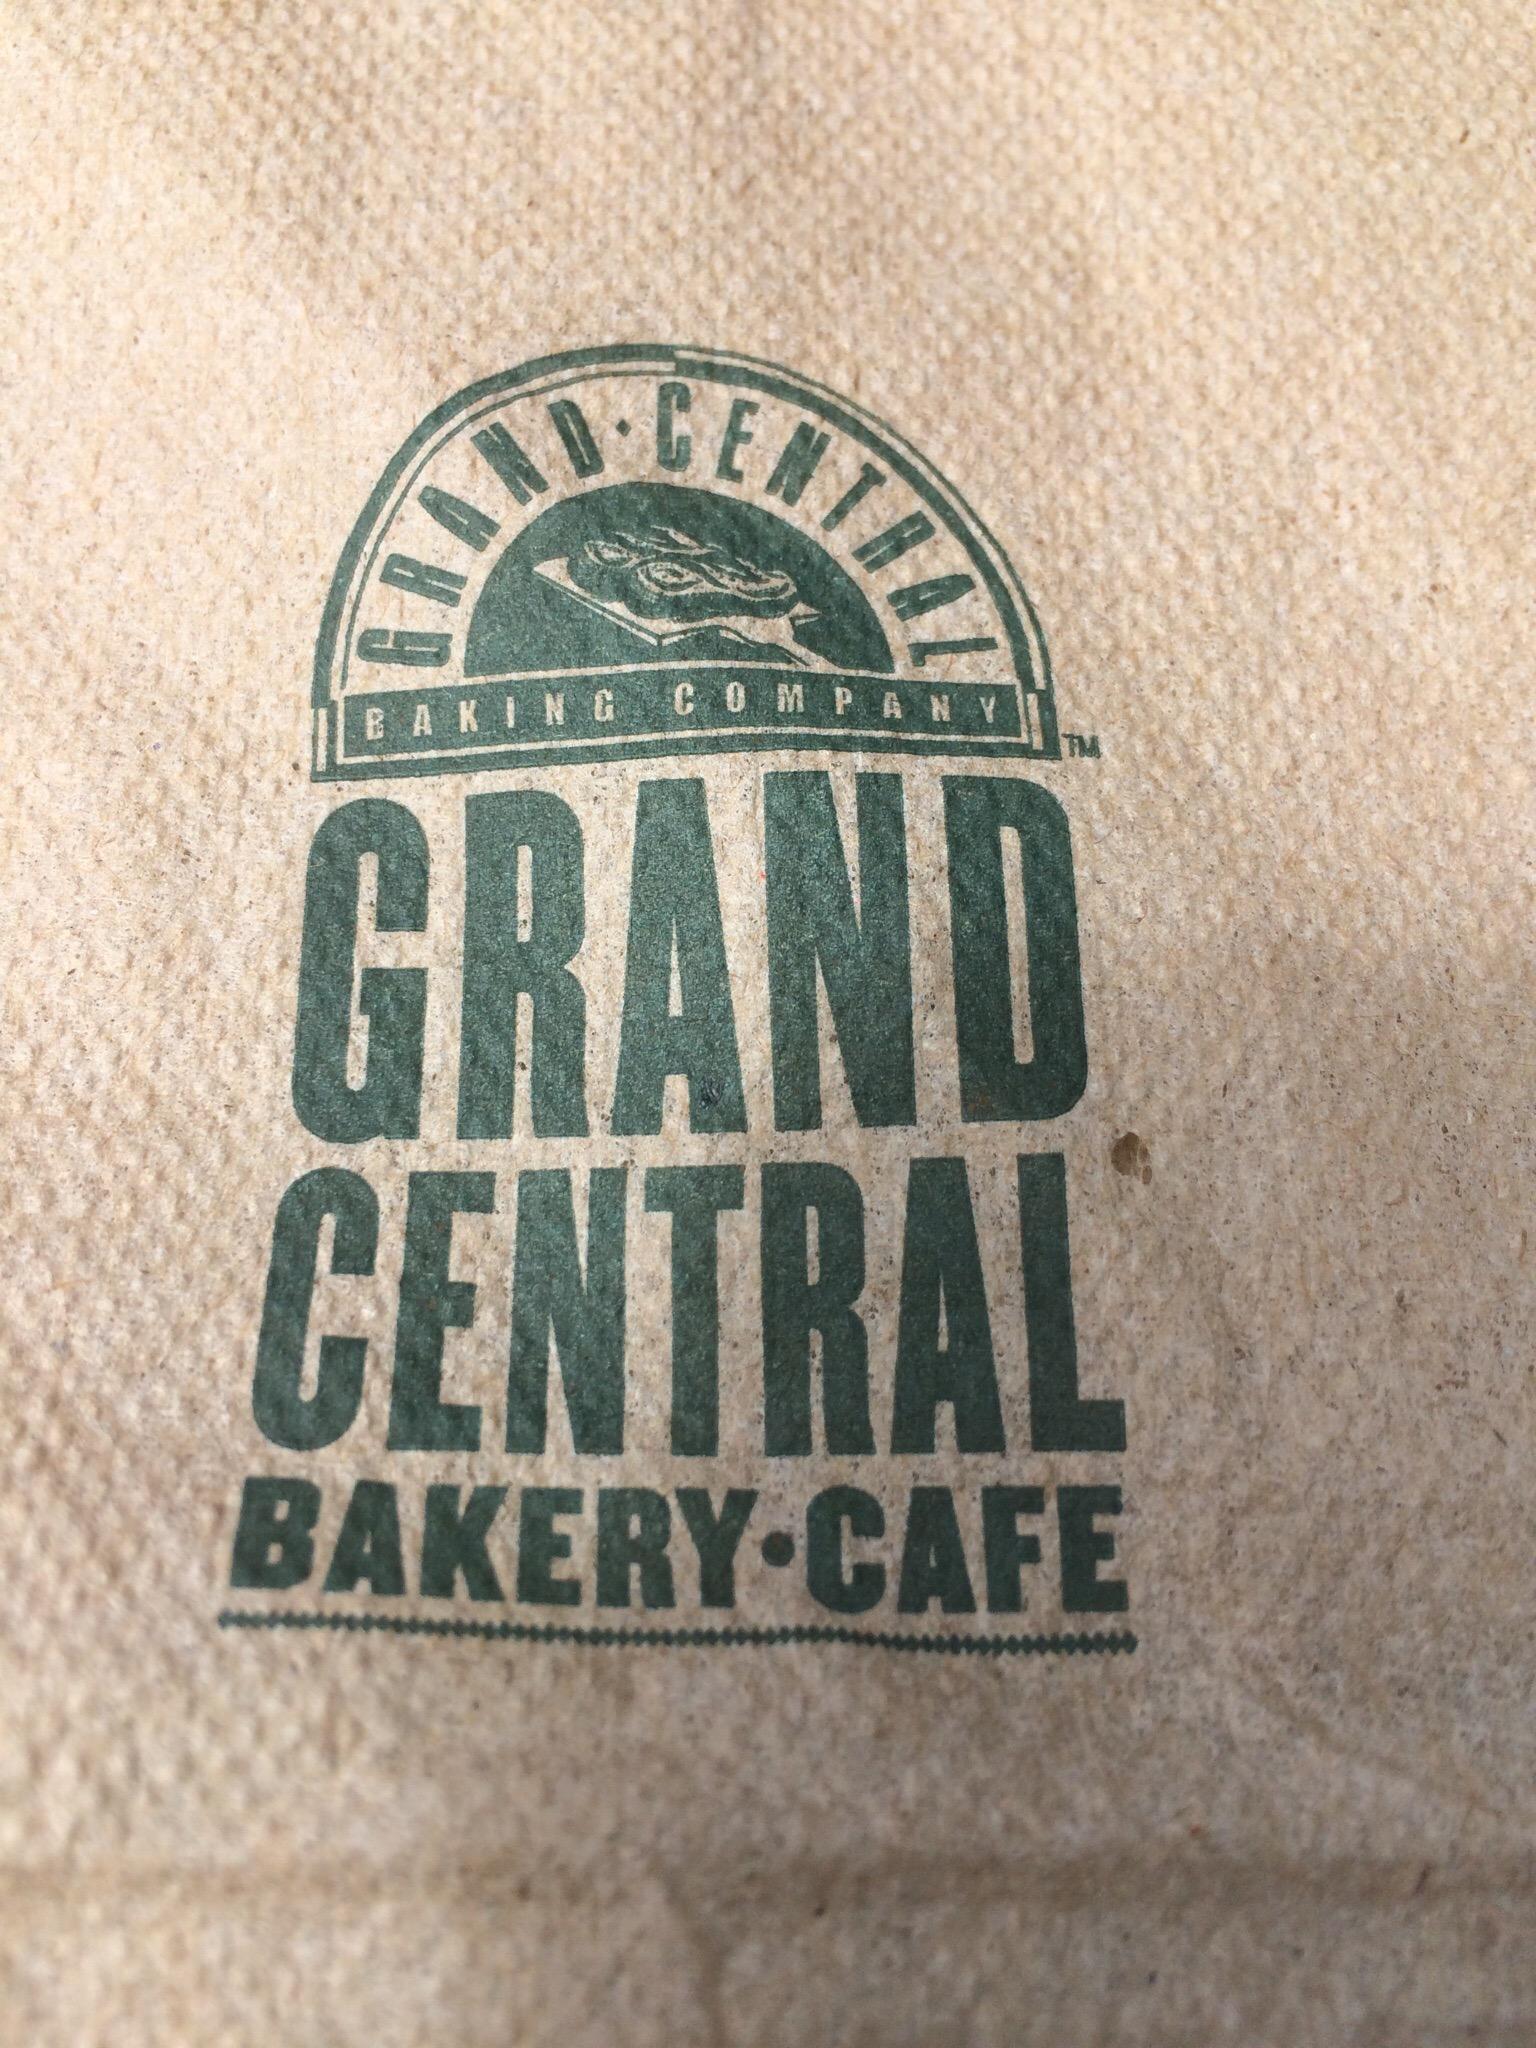 GRAND·CENTRAL
BAKING COMPANY
TM
GRAND
CENTRAL
BAKERY·CAFE